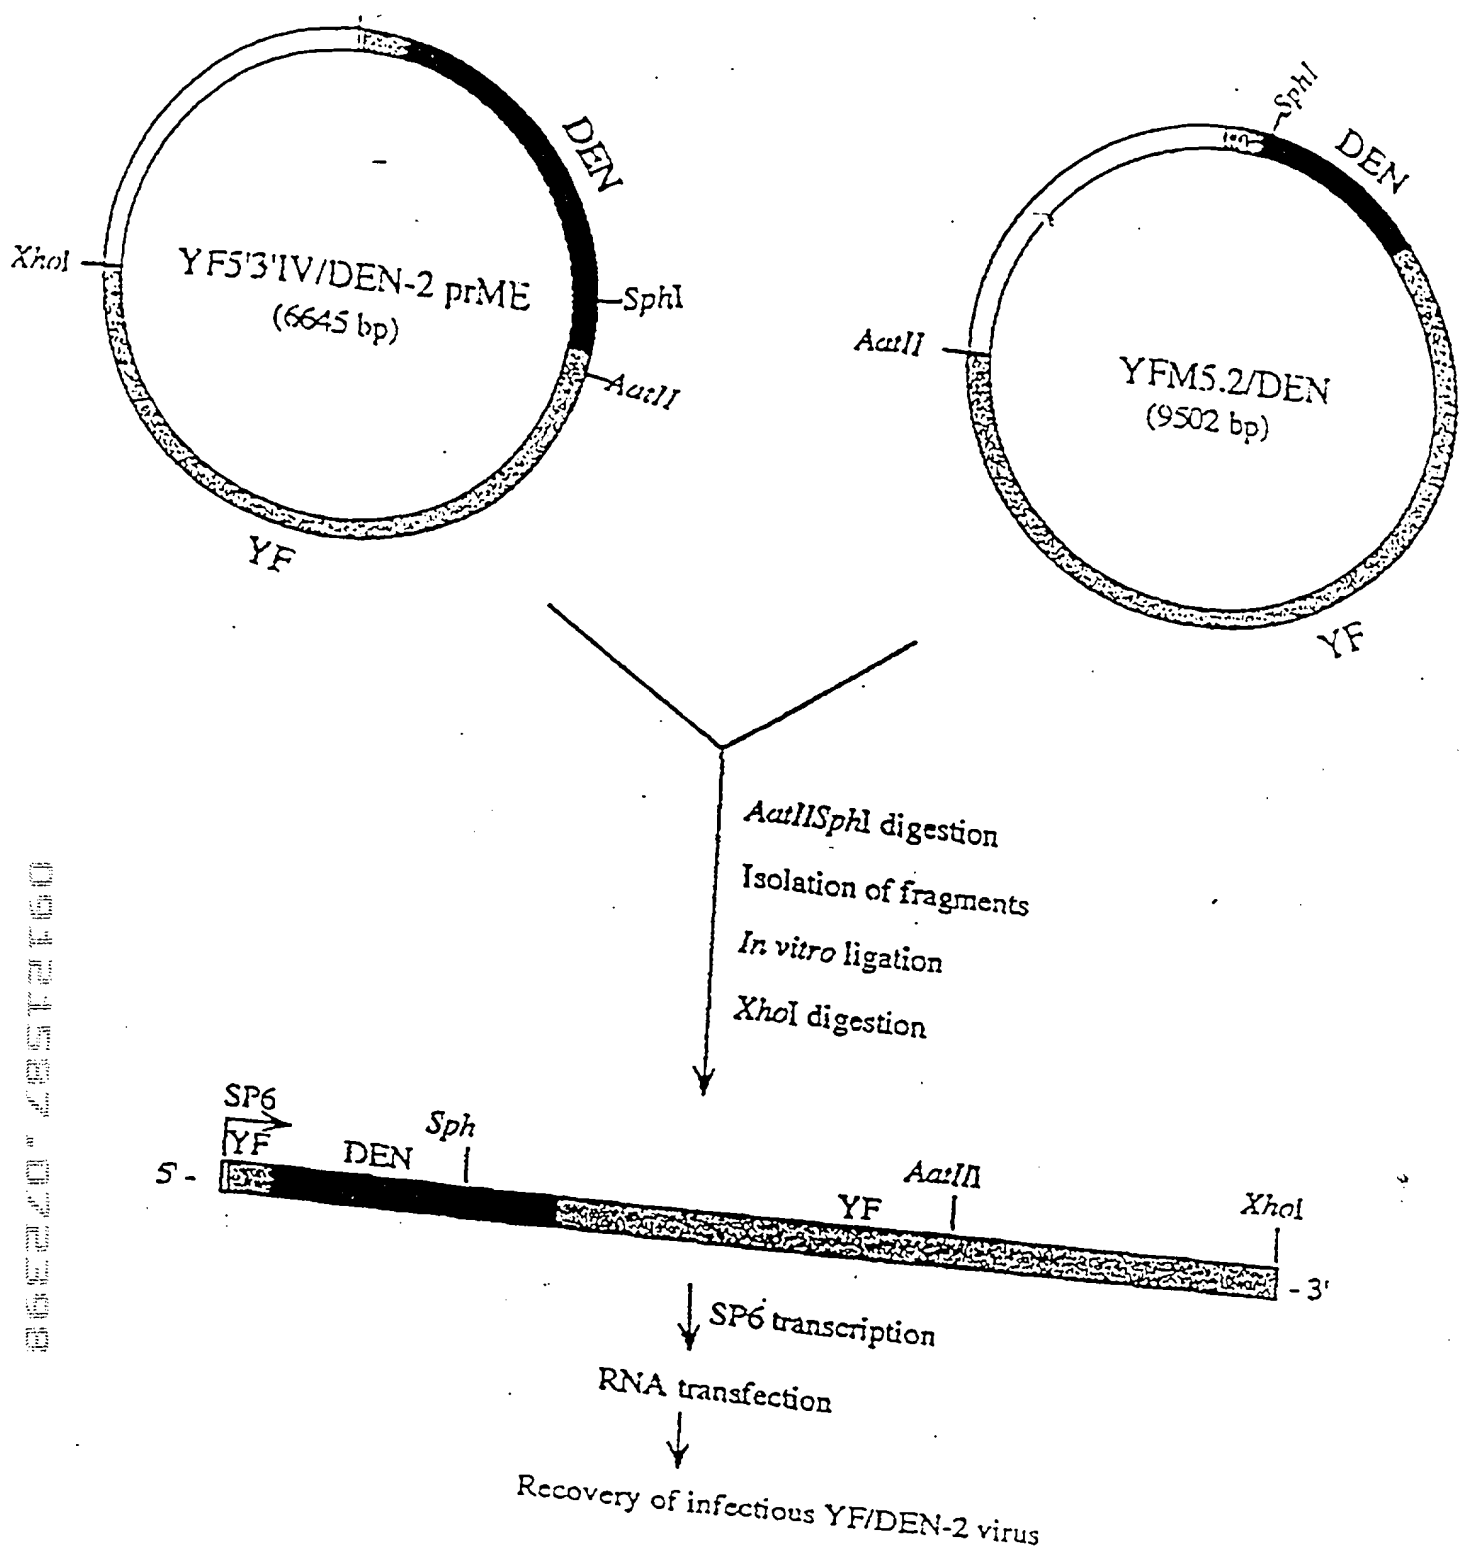 DEN
XhoI
YF5'3'IV/DEN-2 prME
(6645 bp)
SphI
AatII
YF
SphI
DEN
AatII
YFM5.2/DEN
(9502 bp)
YF
AatIISphI digestion
Isolation of fragments
In vitro ligation
XhoI digestion
SP6
YF
DEN
Sph
YF
AatII
XhoI
5' -
- 3'
SP6 transcription
RNA transfection
Recovery of infectious YF/DEN-2 virus